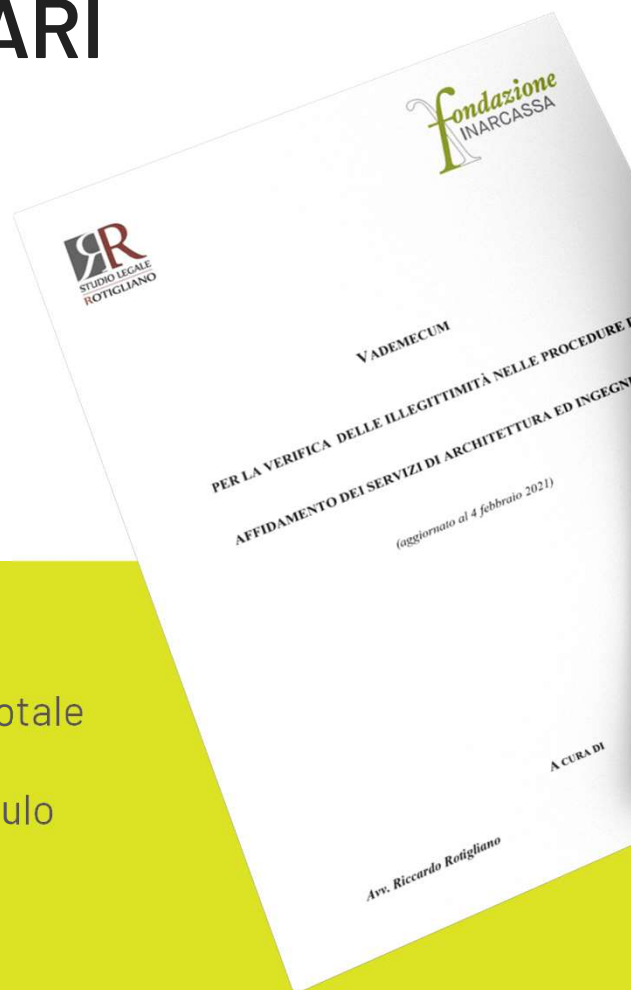 ARI
fondazione
INARCASSA
STUDIO LEGALE
ROTIGLIANO
VADEMECUM
PER LA VERIFICA DELLE ILLEGITTIMITÀ NELLE PROCEDURE
AFFIDAMENTO DEI SERVIZI DI ARCHITETTURA ED INGEGN
(aggiornato al 4 febbraio 2021)
otale
ulo
A CURA DI
Avv. Riccardo Rotigliano